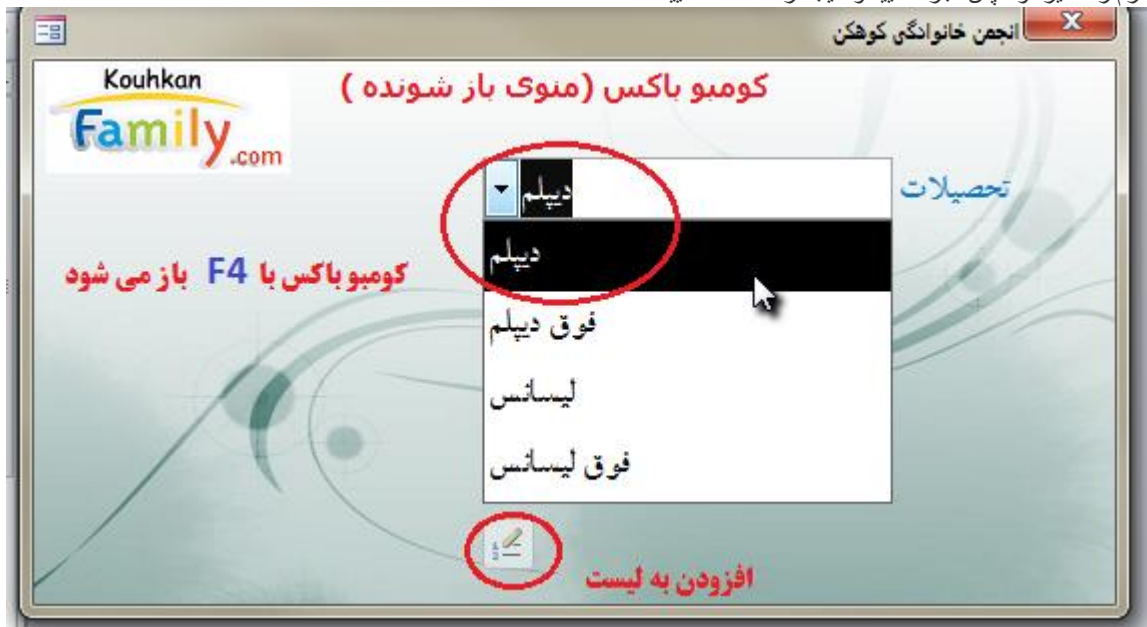 انجمن خانوادگی کوهکن
Kouhkan
Family.com
کومبو باکس (منوی باز شونده )
تحصیلات
دیپلم
دیپلم
فوق دیپلم
لیسانس
فوق لیسانس
کومبو باکس با F4 باز می شود
افزودن به لیست